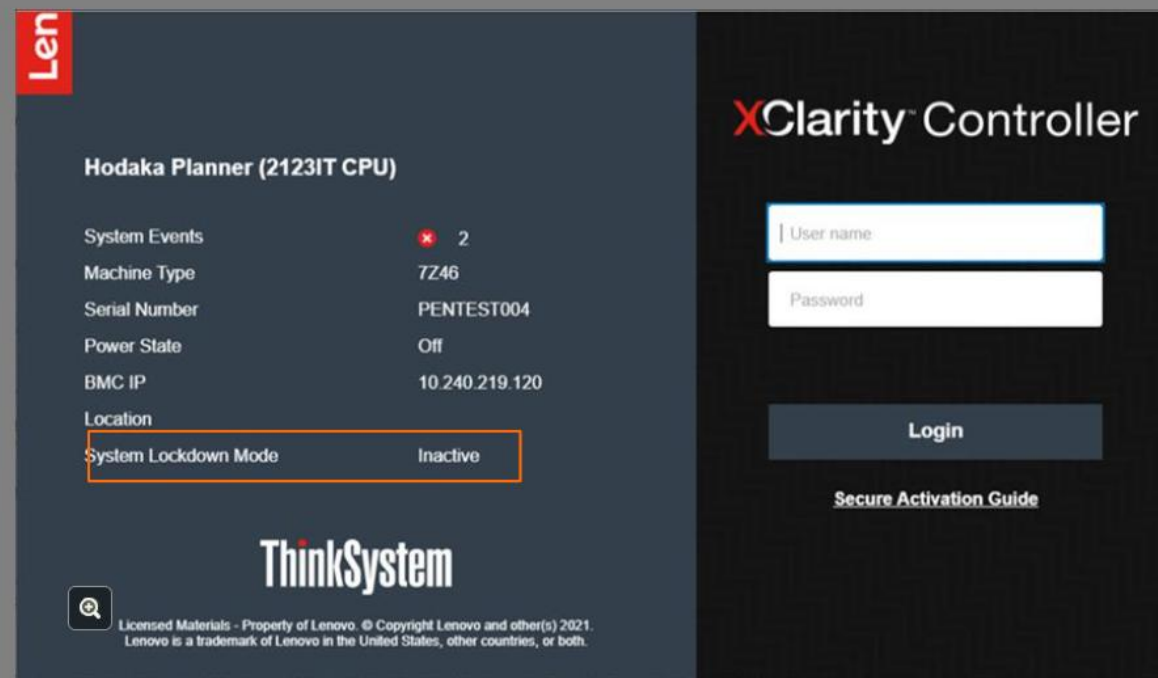 Len
Hodaka Planner (2123IT CPU)
System Events 2
Machine Type 7Z46
Serial Number PENTEST004
Power State Off
BMC IP 10.240.219.120
Location
System Lockdown Mode Inactive
ThinkSystem
Licensed Materials - Property of Lenovo. © Copyright Lenovo and other(s) 2021.
Lenovo is a trademark of Lenovo in the United States, other countries, or both.
XClarity™ Controller
User name
Password
Login
Secure Activation Guide